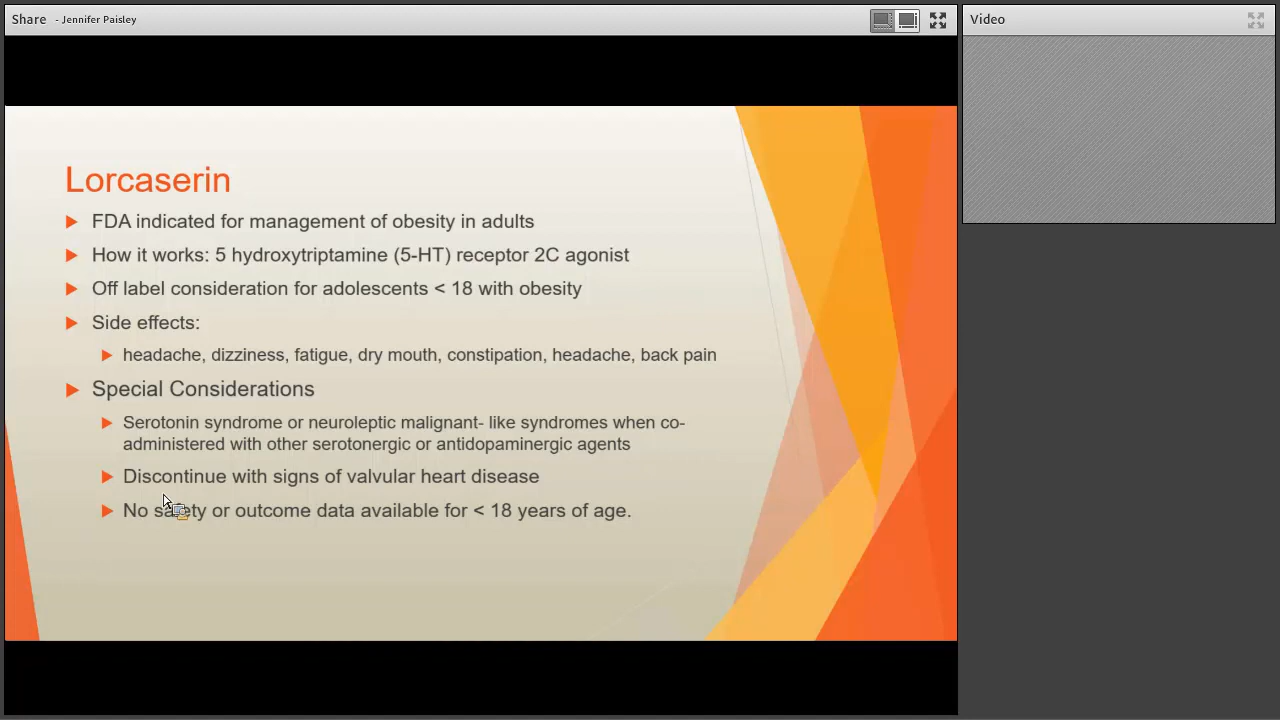 Share - Jennifer Paisley
Video
Lorcaserin
FDA indicated for management of obesity in adults
How it works: 5 hydroxytriptamine (5-HT) receptor 2C agonist
Off label consideration for adolescents < 18 with obesity
Side effects:
headache, dizziness, fatigue, dry mouth, constipation, headache, back pain
Special Considerations
Serotonin syndrome or neuroleptic malignant- like syndromes when co-
administered with other serotonergic or antidopaminergic agents
Discontinue with signs of valvular heart disease
No safety or outcome data available for < 18 years of age.